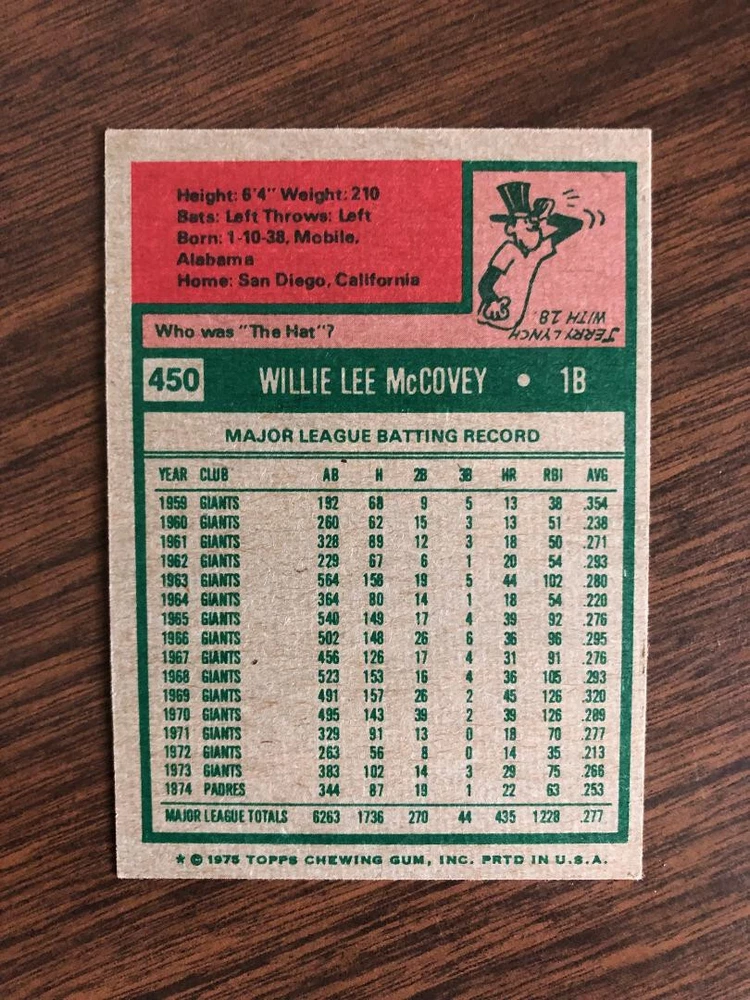 Height: 6'4" Weight: 210
Bats: Left Throws: Left
Born: 1-10-38, Mobile,
Alabama
Home: San Diego, California
Who was "The Hat"?
JERRY LYNCH
WITH 18.
450 WILLIE LEE McCOVEY • 1B
MAJOR LEAGUE BATTING RECORD
YEAR CLUB AB H 2B 3B HR RBI AVG
1959 GIANTS 192 68 9 5 13 38 .354
1960 GIANTS 260 62 15 3 13 51 .238
1961 GIANTS 328 89 12 3 18 50 .271
1962 GIANTS 229 67 6 1 20 54 .293
1963 GIANTS 564 158 19 5 44 102 .280
1964 GIANTS 364 80 14 1 18 54 .220
1965 GIANTS 540 149 17 4 39 92 .276
1966 GIANTS 502 148 26 6 36 96 .295
1967 GIANTS 456 126 17 4 31 91 .276
1968 GIANTS 523 153 16 4 36 105 .293
1969 GIANTS 491 157 26 2 45 126 .320
1970 GIANTS 495 143 39 2 39 126 .289
1971 GIANTS 329 91 13 0 18 70 .277
1972 GIANTS 263 56 8 0 14 35 .213
1973 GIANTS 383 102 14 3 29 75 .266
1974 PADRES 344 87 19 1 22 63 .253
MAJOR LEAGUE TOTALS 6263 1736 270 44 435 1228 .277
* © 1975 TOPPS CHEWING GUM, INC. PRTD IN U.S.A.